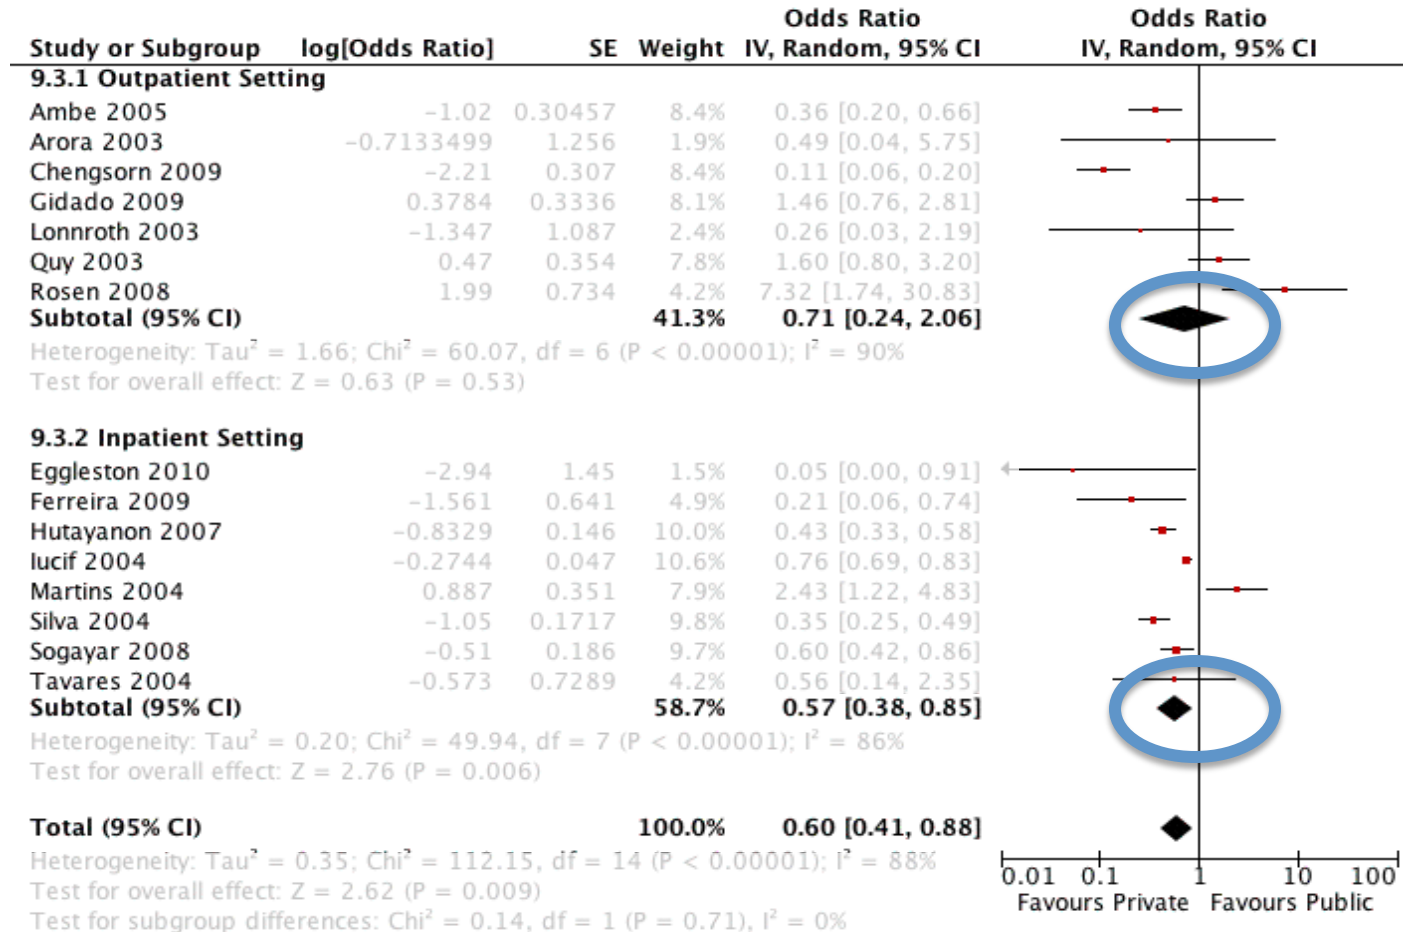 Odds Ratio Odds Ratio
Study or Subgroup log[Odds Ratio] SE Weight IV, Random, 95% CI IV, Random, 95% CI
9.3.1 Outpatient Setting
Ambe 2005 -1.02 0.30457 8.4% 0.36 [0.20, 0.66]
Arora 2003 -0.7133499 1.256 1.9% 0.49 [0.04, 5.75]
Chengsorn 2009 -2.21 0.307 8.4% 0.11 [0.06, 0.20]
Gidado 2009 0.3784 0.3336 8.1% 1.46 [0.76, 2.81]
Lonnroth 2003 -1.347 1.087 2.4% 0.26 [0.03, 2.19]
Quy 2003 0.47 0.354 7.8% 1.60 [0.80, 3.20]
Rosen 2008 1.99 0.734 4.2% 7.32 [1.74, 30.83]
Subtotal (95% CI) 41.3% 0.71 [0.24, 2.06]
Heterogeneity: Tau² = 1.66; Chi² = 60.07, df = 6 (P < 0.00001); I² = 90%
Test for overall effect: Z = 0.63 (P = 0.53)
9.3.2 Inpatient Setting
Eggleston 2010 -2.94 1.45 1.5% 0.05 [0.00, 0.91]
Ferreira 2009 -1.561 0.641 4.9% 0.21 [0.06, 0.74]
Hutayanon 2007 -0.8329 0.146 10.0% 0.43 [0.33, 0.58]
Iucif 2004 -0.2744 0.047 10.6% 0.76 [0.69, 0.83]
Martins 2004 0.887 0.351 7.9% 2.43 [1.22, 4.83]
Silva 2004 -1.05 0.1717 9.8% 0.35 [0.25, 0.49]
Sogayar 2008 -0.51 0.186 9.7% 0.60 [0.42, 0.86]
Tavares 2004 -0.573 0.7289 4.2% 0.56 [0.14, 2.35]
Subtotal (95% CI) 58.7% 0.57 [0.38, 0.85]
Heterogeneity: Tau² = 0.20; Chi² = 49.94, df = 7 (P < 0.00001); I² = 86%
Test for overall effect: Z = 2.76 (P = 0.006)
Total (95% CI) 100.0% 0.60 [0.41, 0.88]
Heterogeneity: Tau² = 0.35; Chi² = 112.15, df = 14 (P < 0.00001); I² = 88%
Test for overall effect: Z = 2.62 (P = 0.009)
Test for subgroup differences: Chi² = 0.14, df = 1 (P = 0.71), I² = 0%
0.01 0.1 1 10 100
Favours Private Favours Public